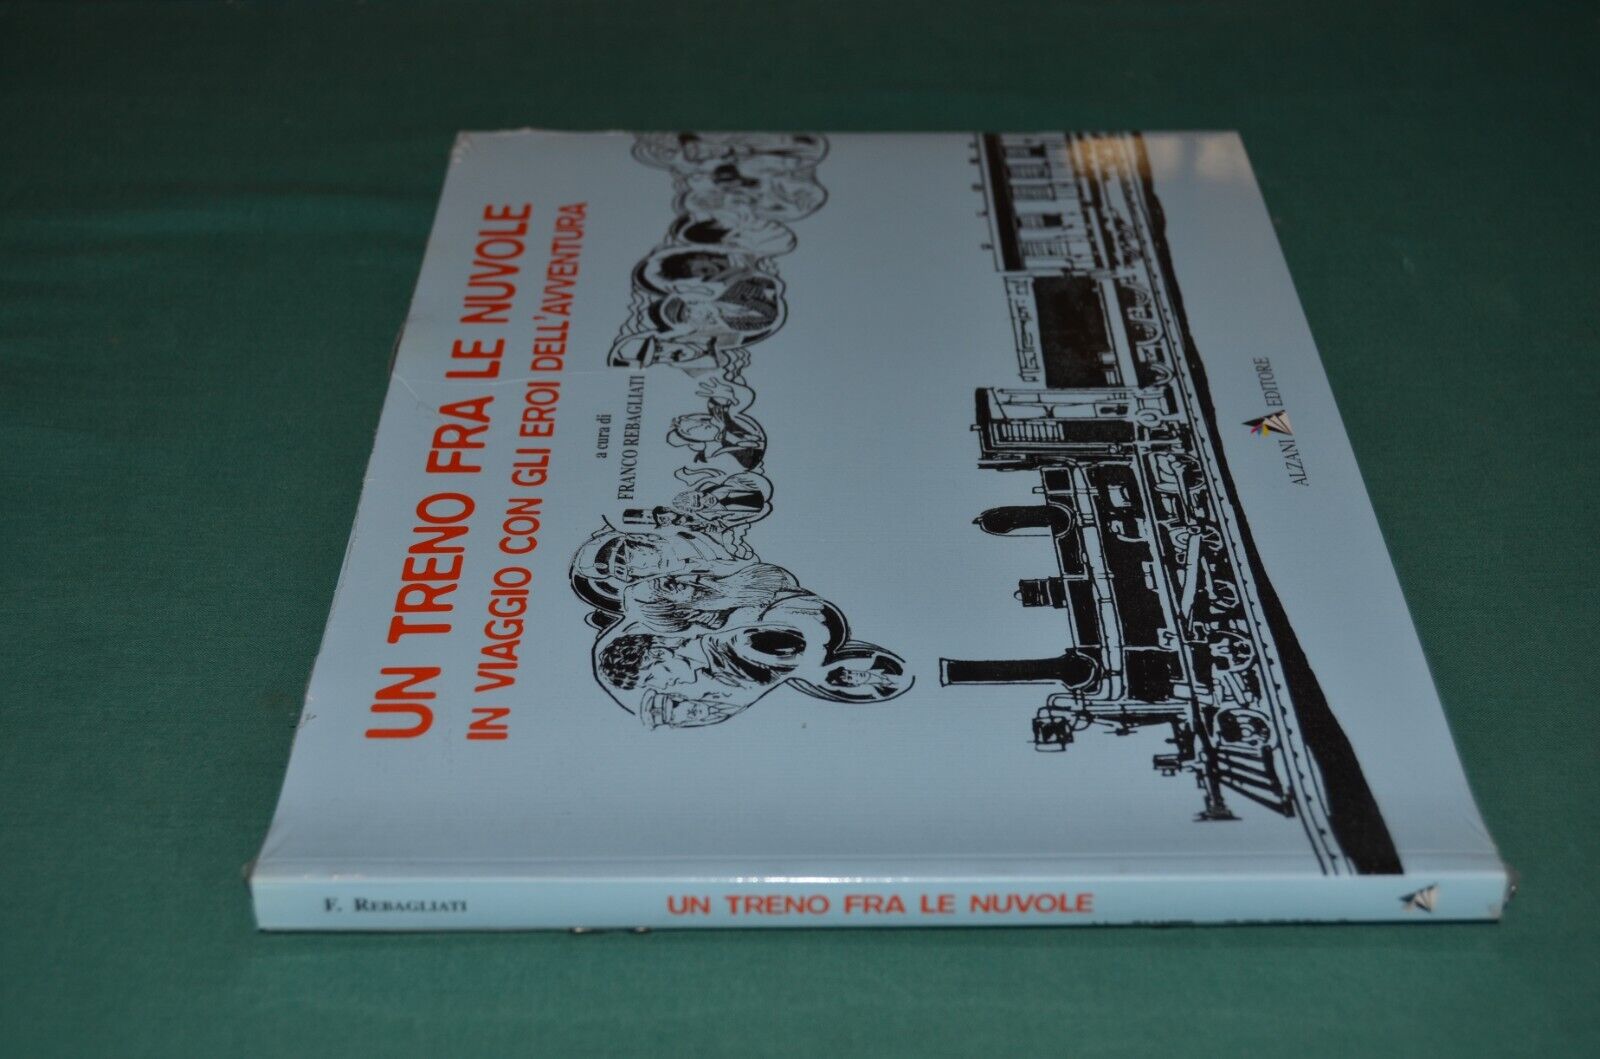 UN TRENO FRA LE NUVOLE
IN VIAGGIO CON GLI EROI DELL'AVVENTURA
a cura di
FRANCO REBAGLIATI
ALZANI EDITORE
F. REBAGLIATI
UN TRENO FRA LE NUVOLE